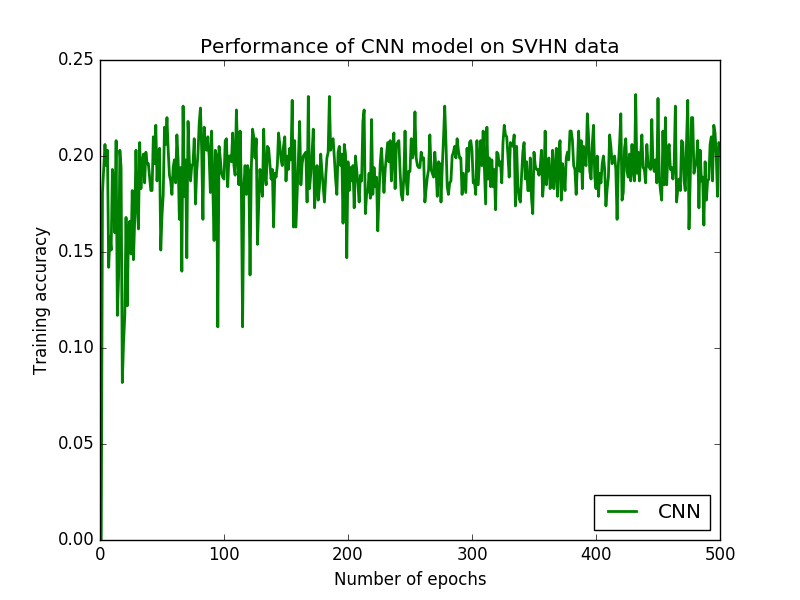 Performance of CNN model on SVHN data
0.25
0.20
0.15
0.10
0.05
0.00
Training accuracy
0 100 200 300 400 500
Number of epochs
CNN